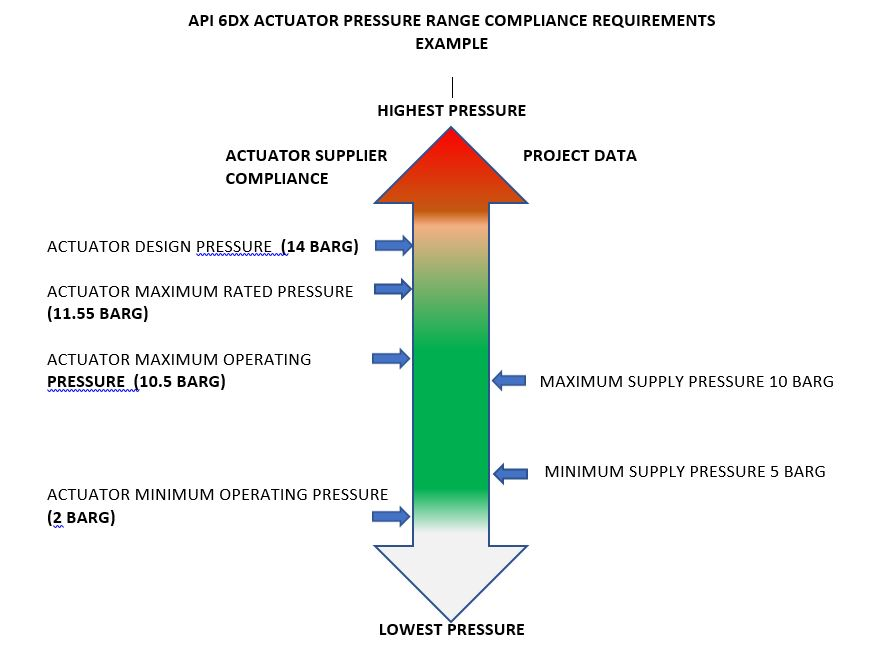 API 6DX ACTUATOR PRESSURE RANGE COMPLIANCE REQUIREMENTS
EXAMPLE
HIGHEST PRESSURE
ACTUATOR SUPPLIER
COMPLIANCE
PROJECT DATA
ACTUATOR DESIGN PRESSURE (14 BARG)
ACTUATOR MAXIMUM RATED PRESSURE
(11.55 BARG)
ACTUATOR MAXIMUM OPERATING
PRESSURE (10.5 BARG)
MAXIMUM SUPPLY PRESSURE 10 BARG
MINIMUM SUPPLY PRESSURE 5 BARG
ACTUATOR MINIMUM OPERATING PRESSURE
(2 BARG)
LOWEST PRESSURE